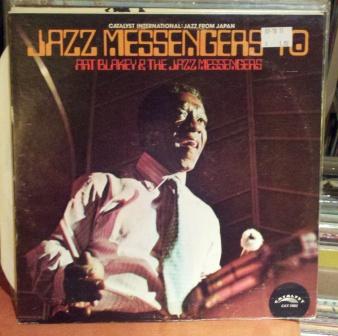 CATALYST INTERNATIONAL: JAZZ FROM JAPAN
JAZZ MESSENGERS '70
ART BLAKEY & THE JAZZ MESSENGERS
CATALYST